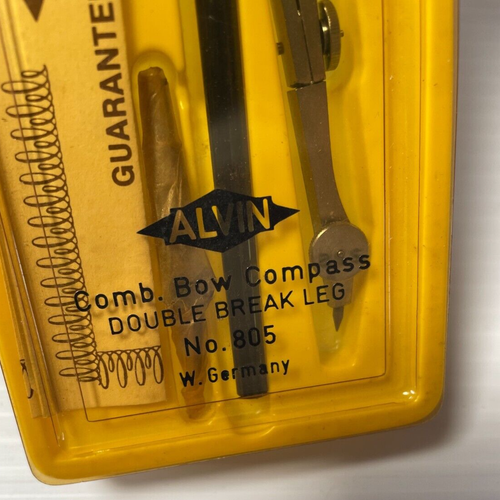 GUARANTE
ALVIN
Comb. Bow Compass
DOUBLE BREAK LEG
No. 805
W. Germany